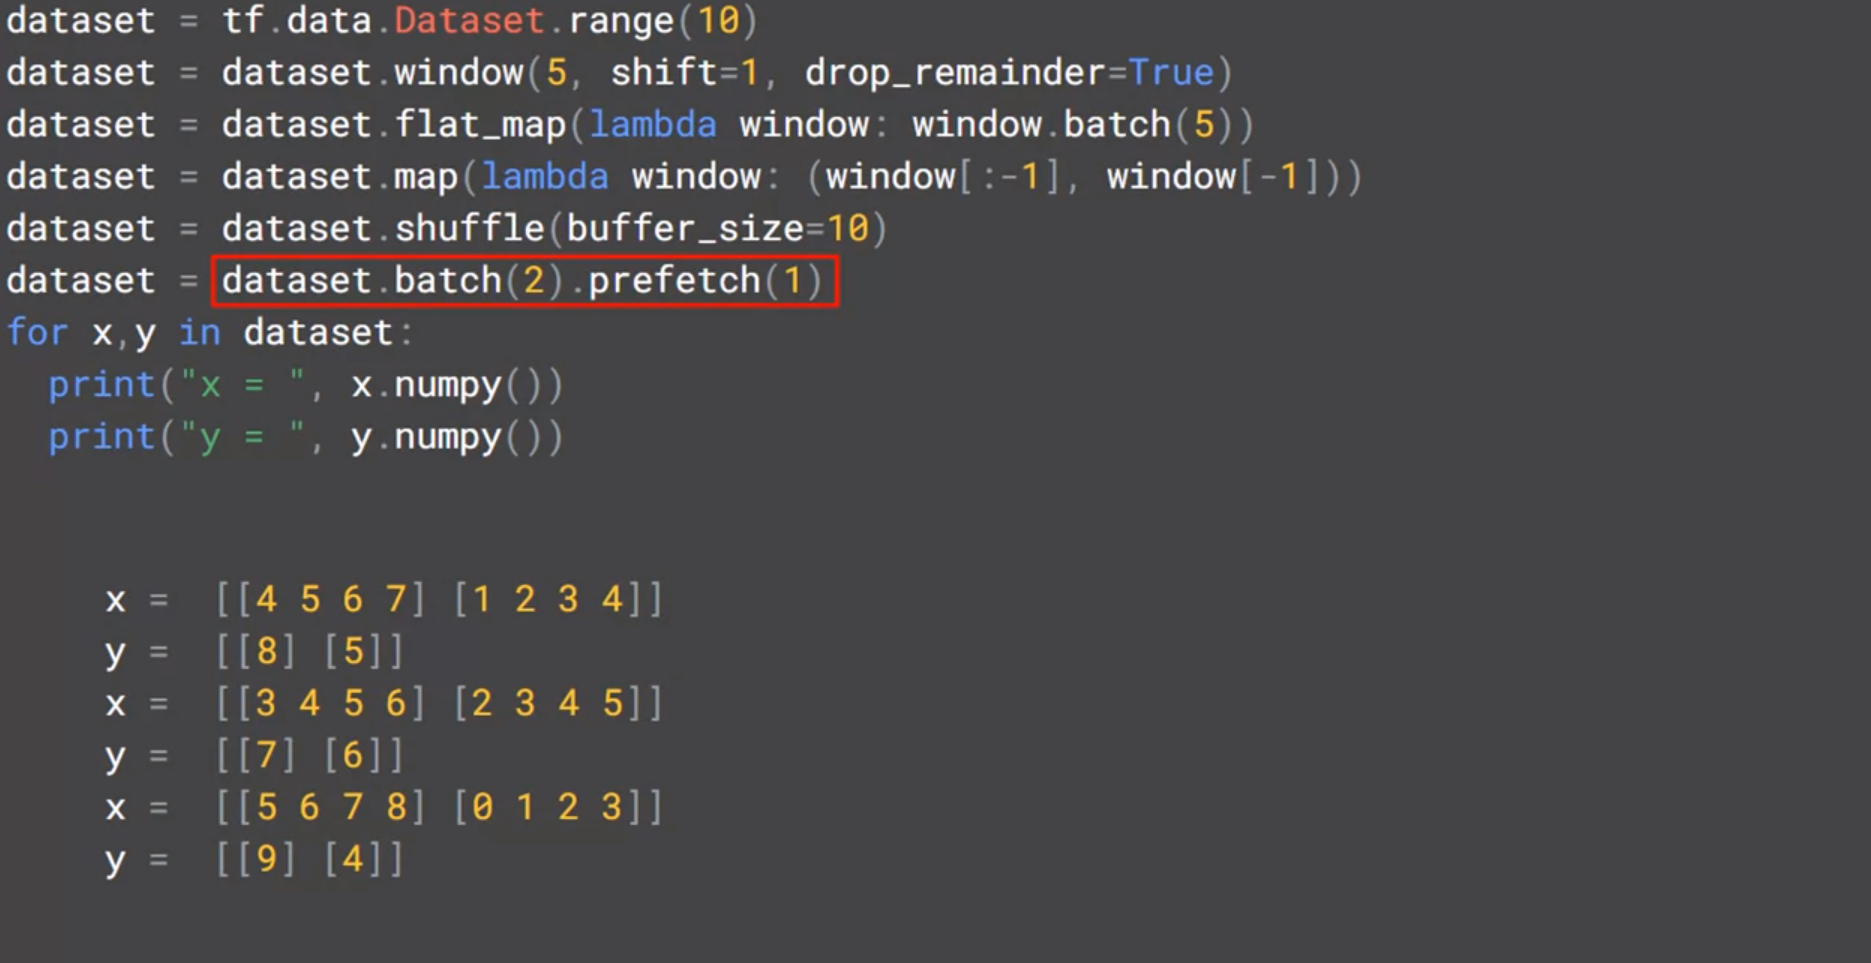 dataset = tf.data.Dataset.range(10)
dataset = dataset.window(5, shift=1, drop_remainder=True)
dataset = dataset.flat_map(lambda window: window.batch(5))
dataset = dataset.map(lambda window: (window[:-1], window[-1]))
dataset = dataset.shuffle(buffer_size=10)
dataset = dataset.batch(2).prefetch(1)
for x,y in dataset:
  print("x = ", x.numpy())
  print("y = ", y.numpy())
x =  [[4 5 6 7] [1 2 3 4]]
y =  [[8] [5]]
x =  [[3 4 5 6] [2 3 4 5]]
y =  [[7] [6]]
x =  [[5 6 7 8] [0 1 2 3]]
y =  [[9] [4]]